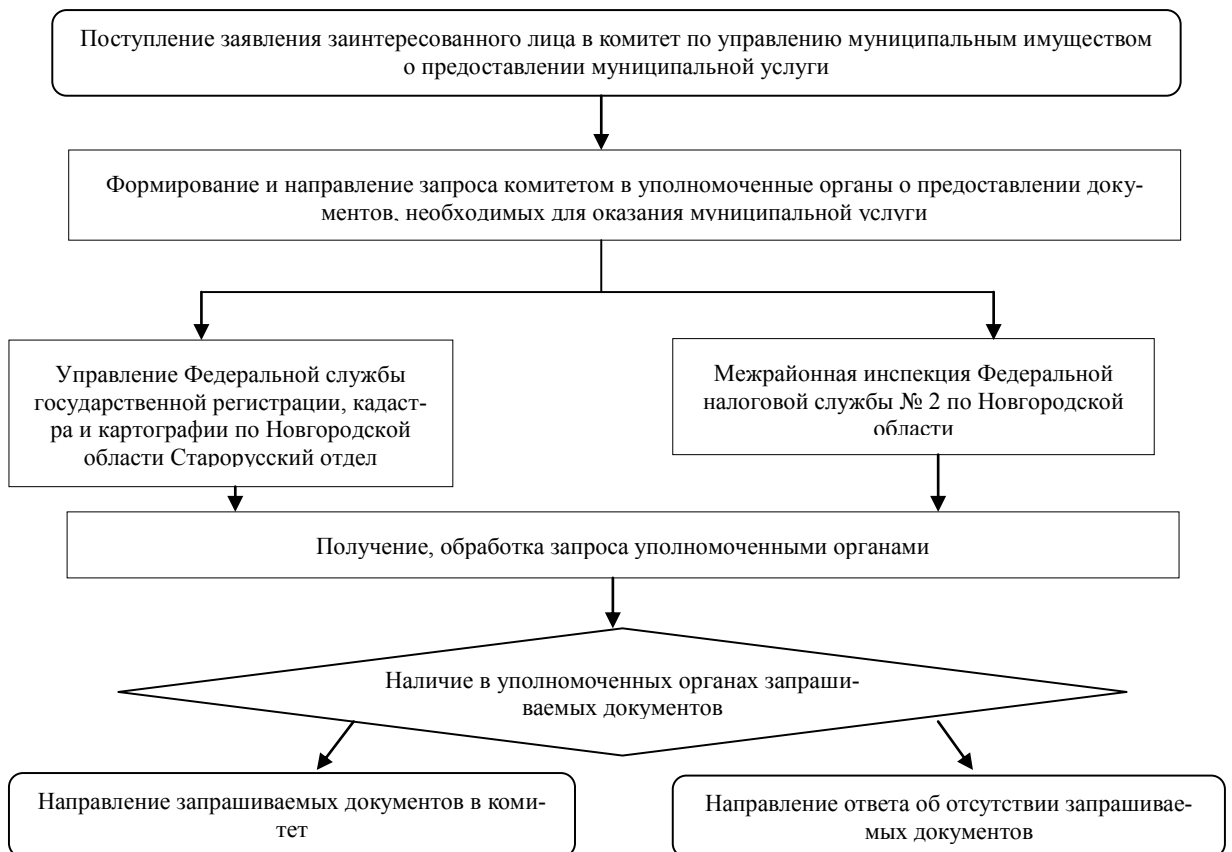 Поступление заявления заинтересованного лица в комитет по управлению муниципальным имуществом
о предоставлении муниципальной услуги
Формирование и направление запроса комитетом в уполномоченные органы о предоставлении доку-
ментов, необходимых для оказания муниципальной услуги
Управление Федеральной службы
государственной регистрации, кадаст-
ра и картографии по Новгородской
области Старорусский отдел
Межрайонная инспекция Федеральной
налоговой службы № 2 по Новгородской
области
Получение, обработка запроса уполномоченными органами
Наличие в уполномоченных органах запраши-
ваемых документов
Направление запрашиваемых документов в коми-
тет
Направление ответа об отсутствии запрашивае-
мых документов